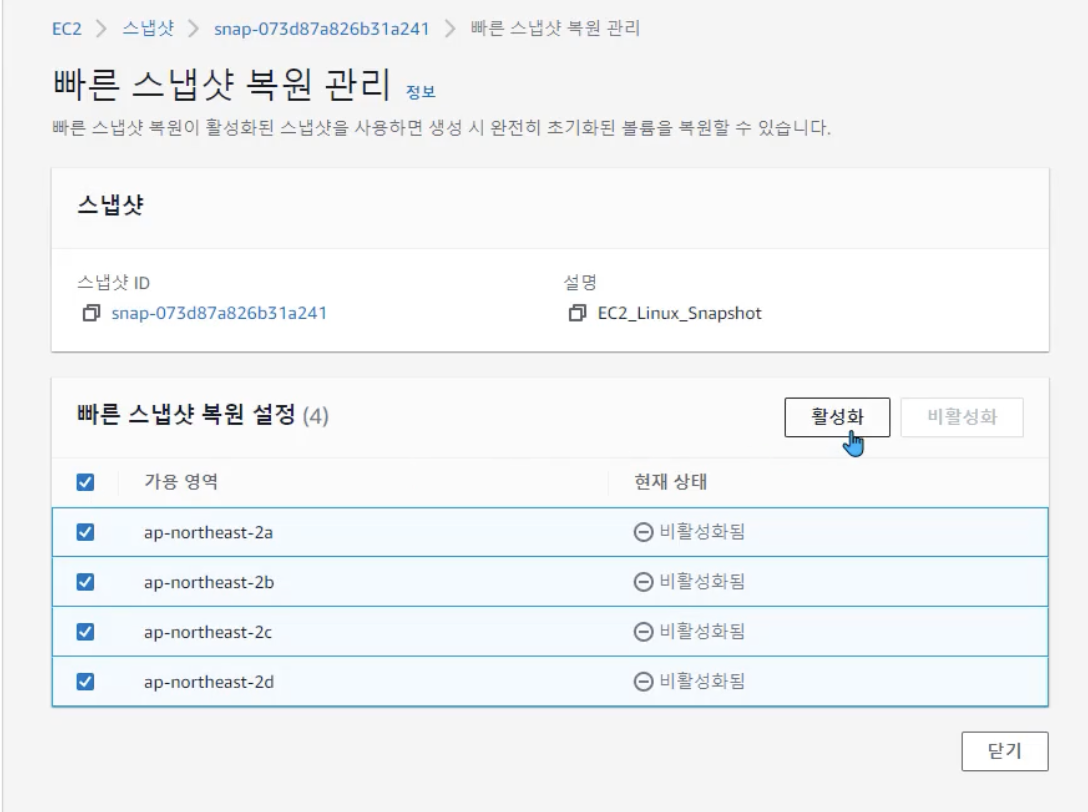 EC2 > 스냅샷 > snap-073d87a826b31a241 > 빠른 스냅샷 복원 관리
빠른 스냅샷 복원 관리 정보
빠른 스냅샷 복원이 활성화된 스냅샷을 사용하면 생성 시 완전히 초기화된 볼륨을 복원할 수 있습니다.
스냅샷
스냅샷 ID 설명
snap-073d87a826b31a241 EC2_Linux_Snapshot
빠른 스냅샷 복원 설정 (4) 활성화 비활성화
가용 영역 현재 상태
ap-northeast-2a 비활성화됨
ap-northeast-2b 비활성화됨
ap-northeast-2c 비활성화됨
ap-northeast-2d 비활성화됨
닫기